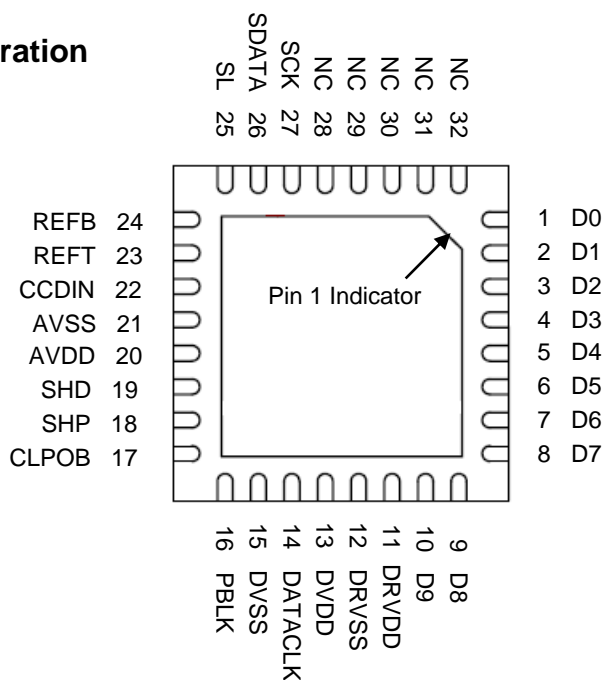 ration
SL 25
SDATA 26
SCK 27
NC 28
NC 29
NC 30
NC 31
NC 32
REFB 24
REFT 23
CCDIN 22
AVSS 21
AVDD 20
SHD 19
SHP 18
CLPOB 17
Pin 1 Indicator
1 D0
2 D1
3 D2
4 D3
5 D4
6 D5
7 D6
8 D7
16 PBLK
15 DVSS
14 DATACLK
13 DVDD
12 DRVSS
11 DRVDD
10 D9
9 D8